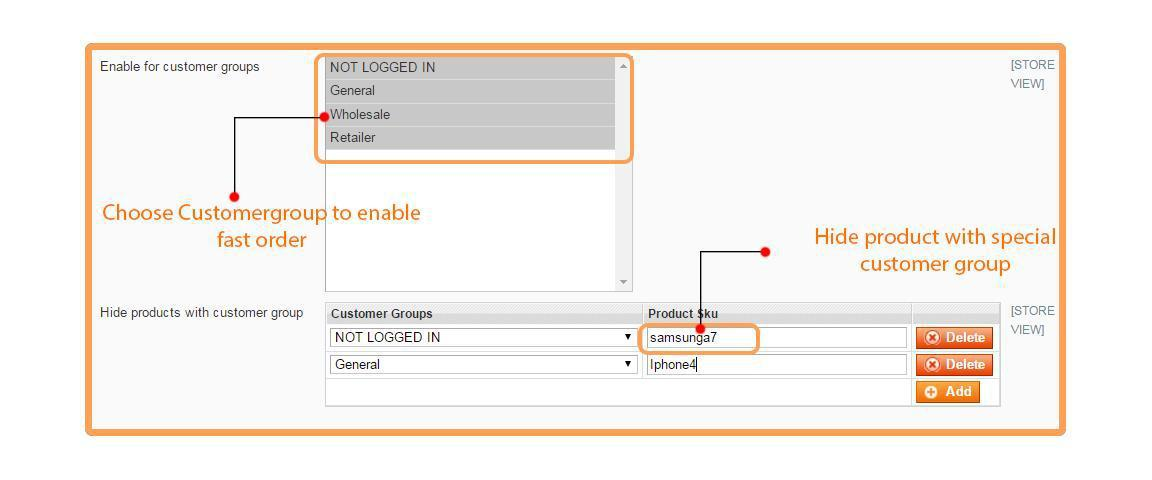 Enable for customer groups
NOT LOGGED IN
General
Wholesale
Retailer
[STORE
VIEW]
Choose Customergroup to enable
fast order
Hide product with special
customer group
Hide products with customer group
Customer Groups Product Sku
[STORE
VIEW]
NOT LOGGED IN samsunga7 Delete
General Iphone4 Delete
Add